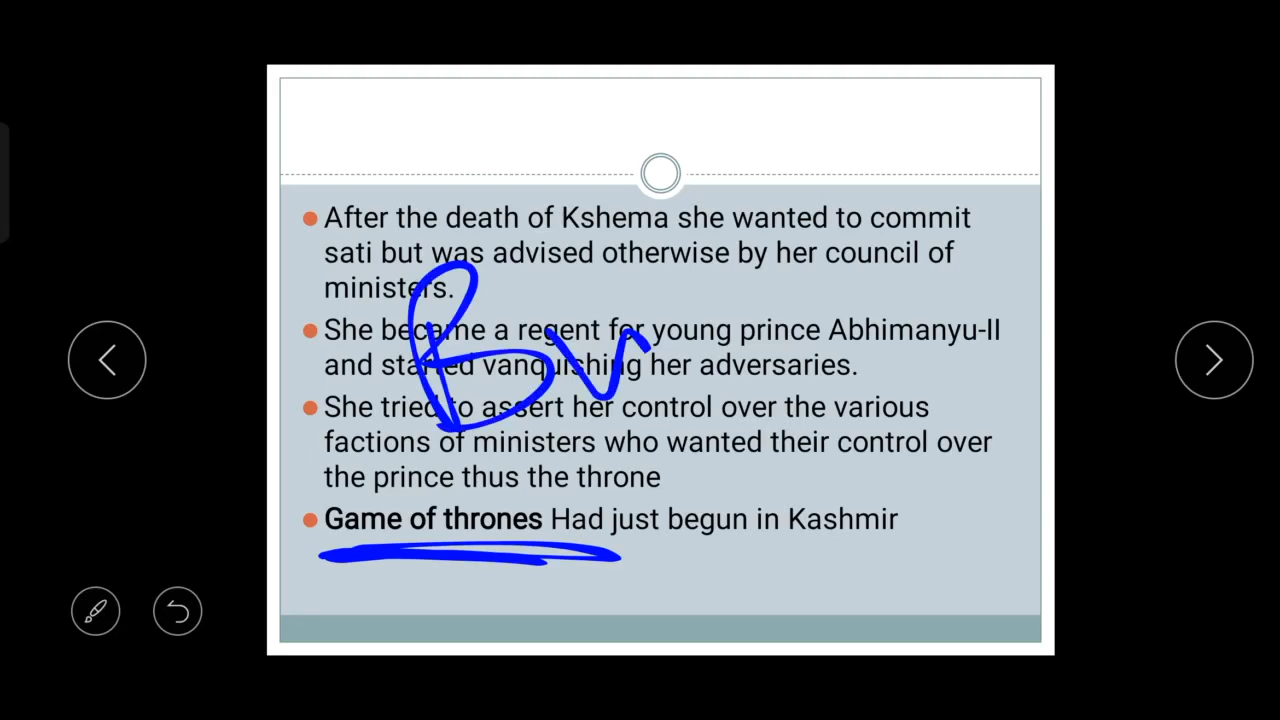 After the death of Kshema she wanted to commit
sati but was advised otherwise by her council of
ministers.
She became a regent for young prince Abhimanyu-II
and started vanquishing her adversaries.
She tried to assert her control over the various
factions of ministers who wanted their control over
the prince thus the throne
Game of thrones Had just begun in Kashmir